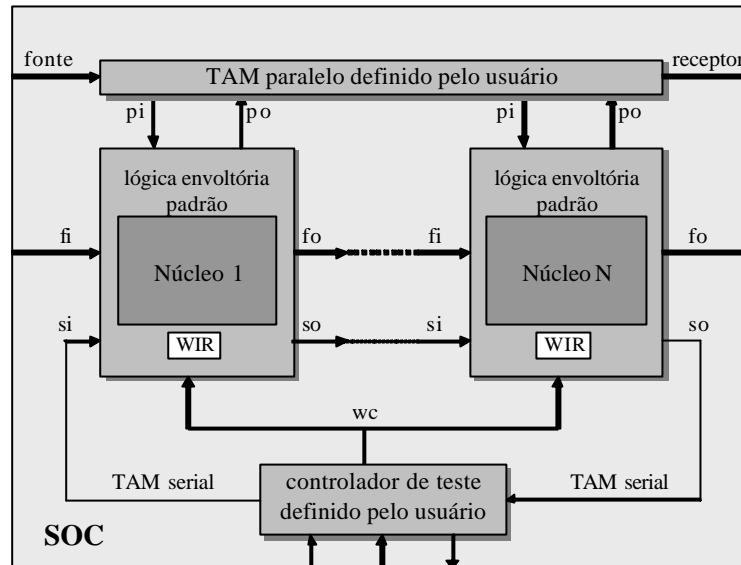 fonte
receptor
TAM paralelo definido pelo usuário
pi
po
pi
po
lógica envoltória
padrão
lógica envoltória
padrão
fi
fo
fi
fo
Núcleo 1
Núcleo N
si
so
si
so
WIR
WIR
wc
TAM serial
controlador de teste
definido pelo usuário
TAM serial
SOC